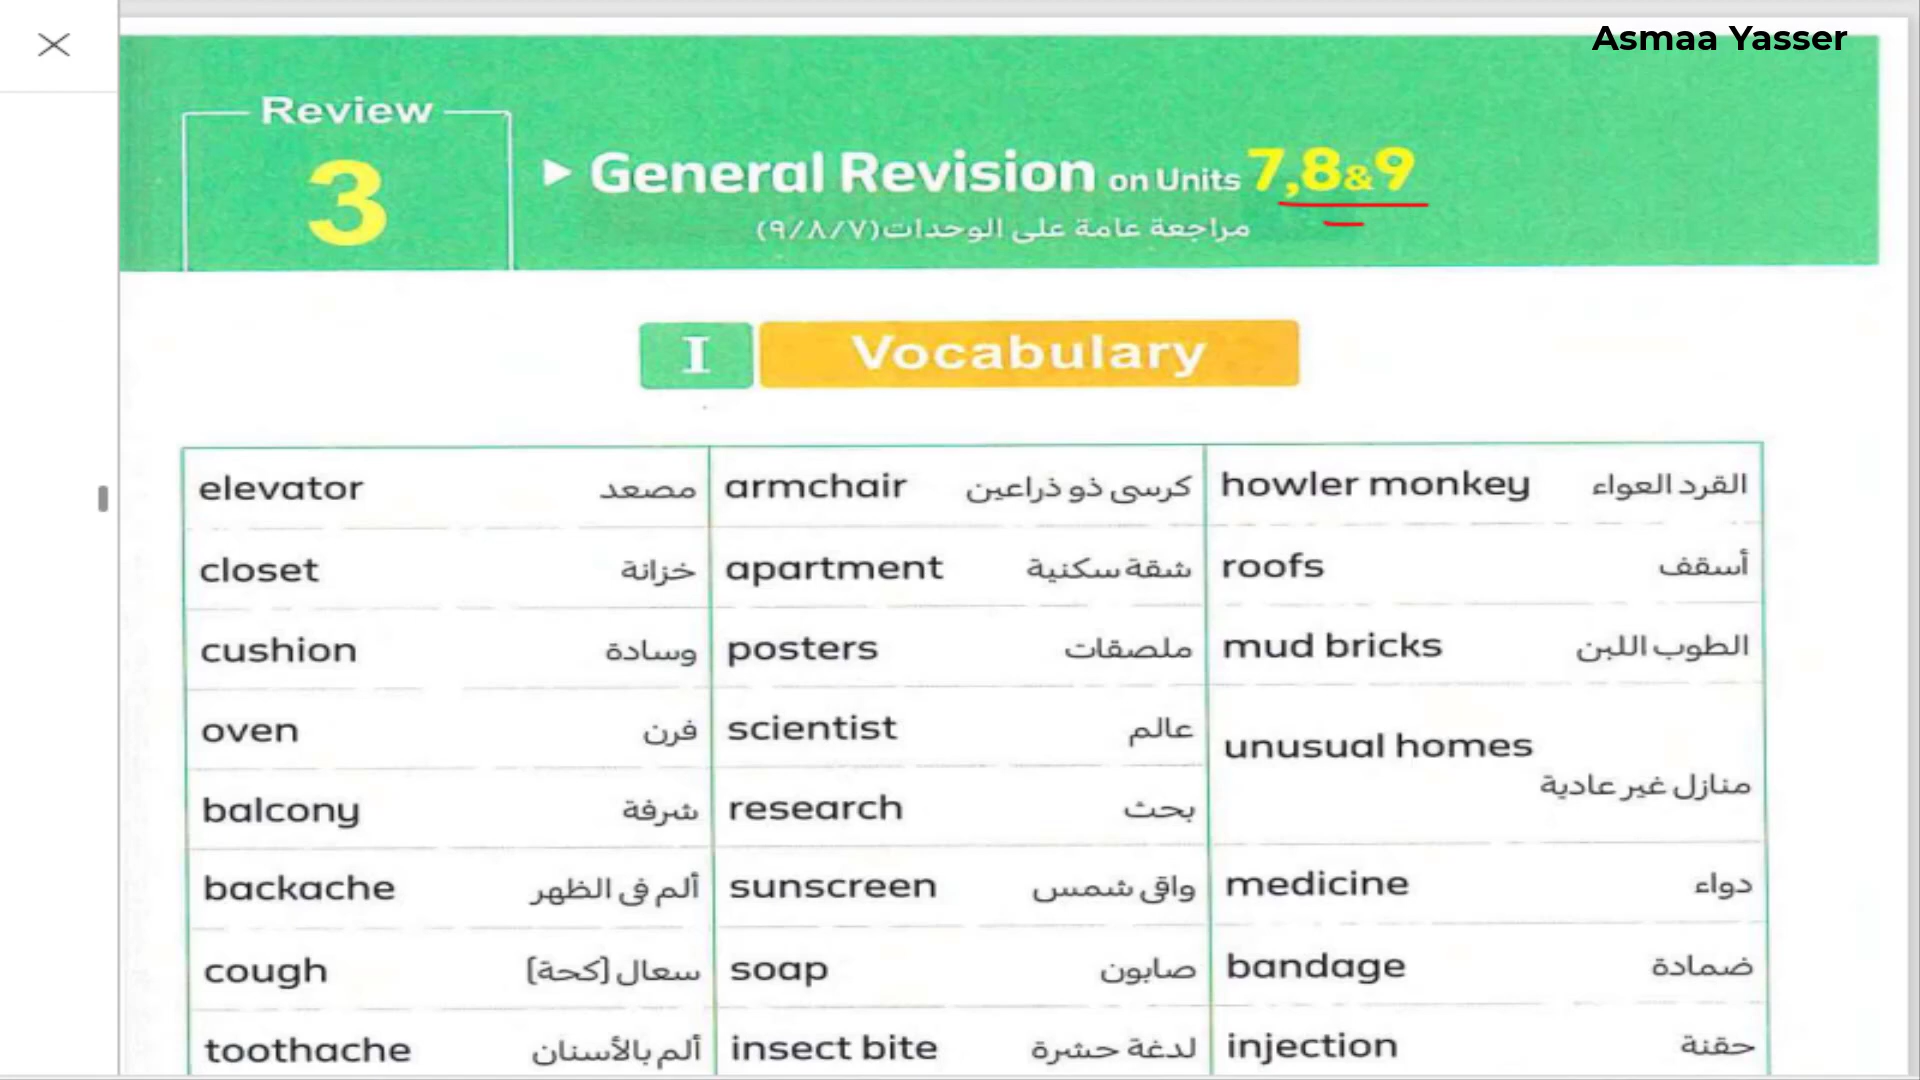 Asmaa Yasser
Review
3
General Revision on Units 7,8&9
مراجعة عامة على الوحدات(٩/٨/٧)
I Vocabulary
elevator مصعد armchair كرسى ذو ذراعين howler monkey القرد العواء
closet خزانة apartment شقة سكنية roofs أسقف
cushion وسادة posters ملصقات mud bricks الطوب اللبن
oven فرن scientist عالم unusual homes
منازل غير عادية
balcony شرفة research بحث
backache ألم فى الظهر sunscreen واقى شمس medicine دواء
cough سعال [كحة] soap صابون bandage ضمادة
toothache ألم بالأسنان insect bite لدغة حشرة injection حقنة